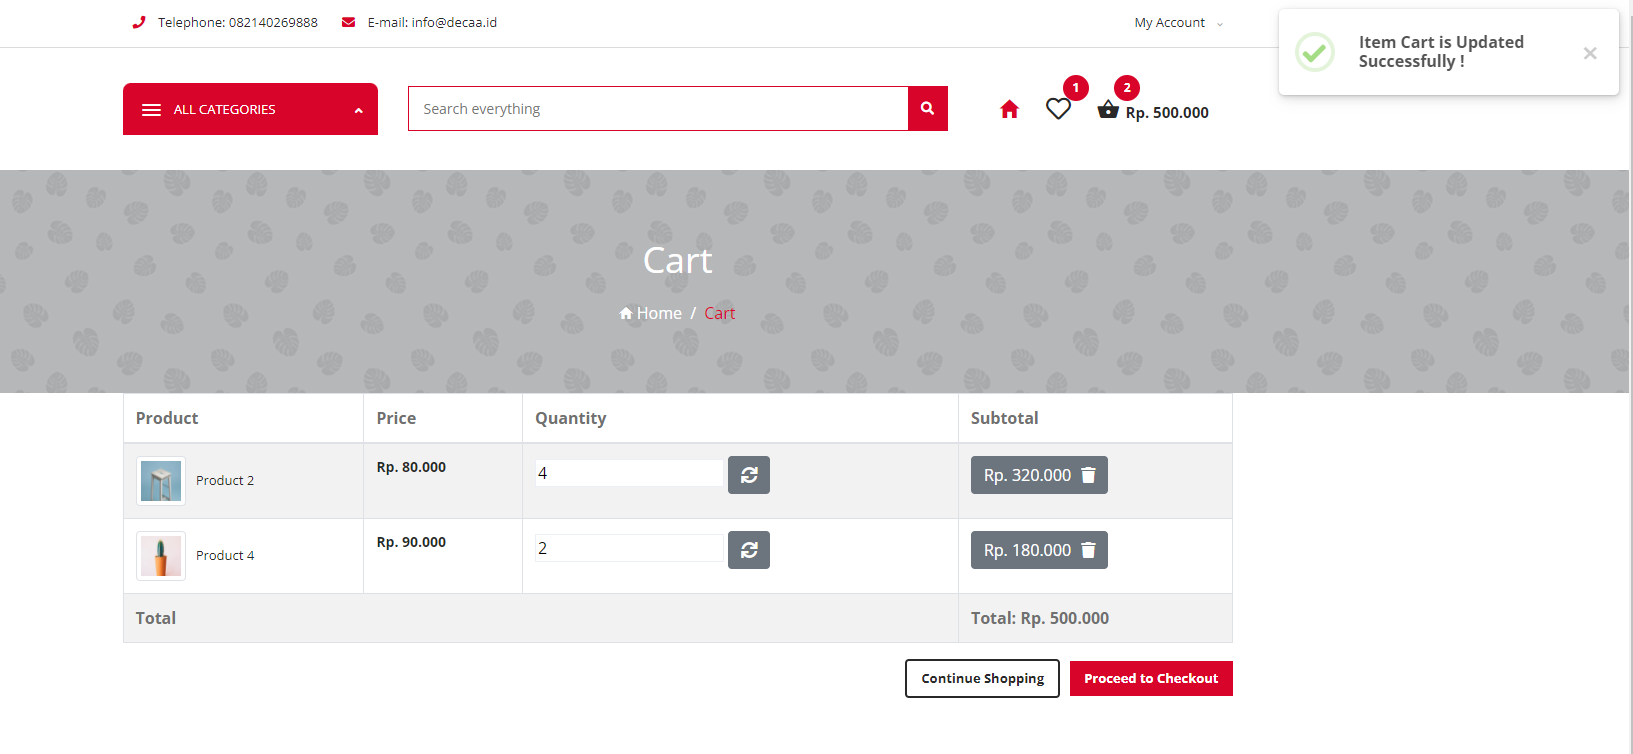 Telephone: 082140269888
E-mail: info@decaa.id
My Account
Item Cart is Updated
Successfully !
ALL CATEGORIES
Search everything
1
2
Rp. 500.000
Cart
Home / Cart
Product Price Quantity Subtotal
Product 2 Rp. 80.000 4 Rp. 320.000
Product 4 Rp. 90.000 2 Rp. 180.000
Total Total: Rp. 500.000
Continue Shopping Proceed to Checkout